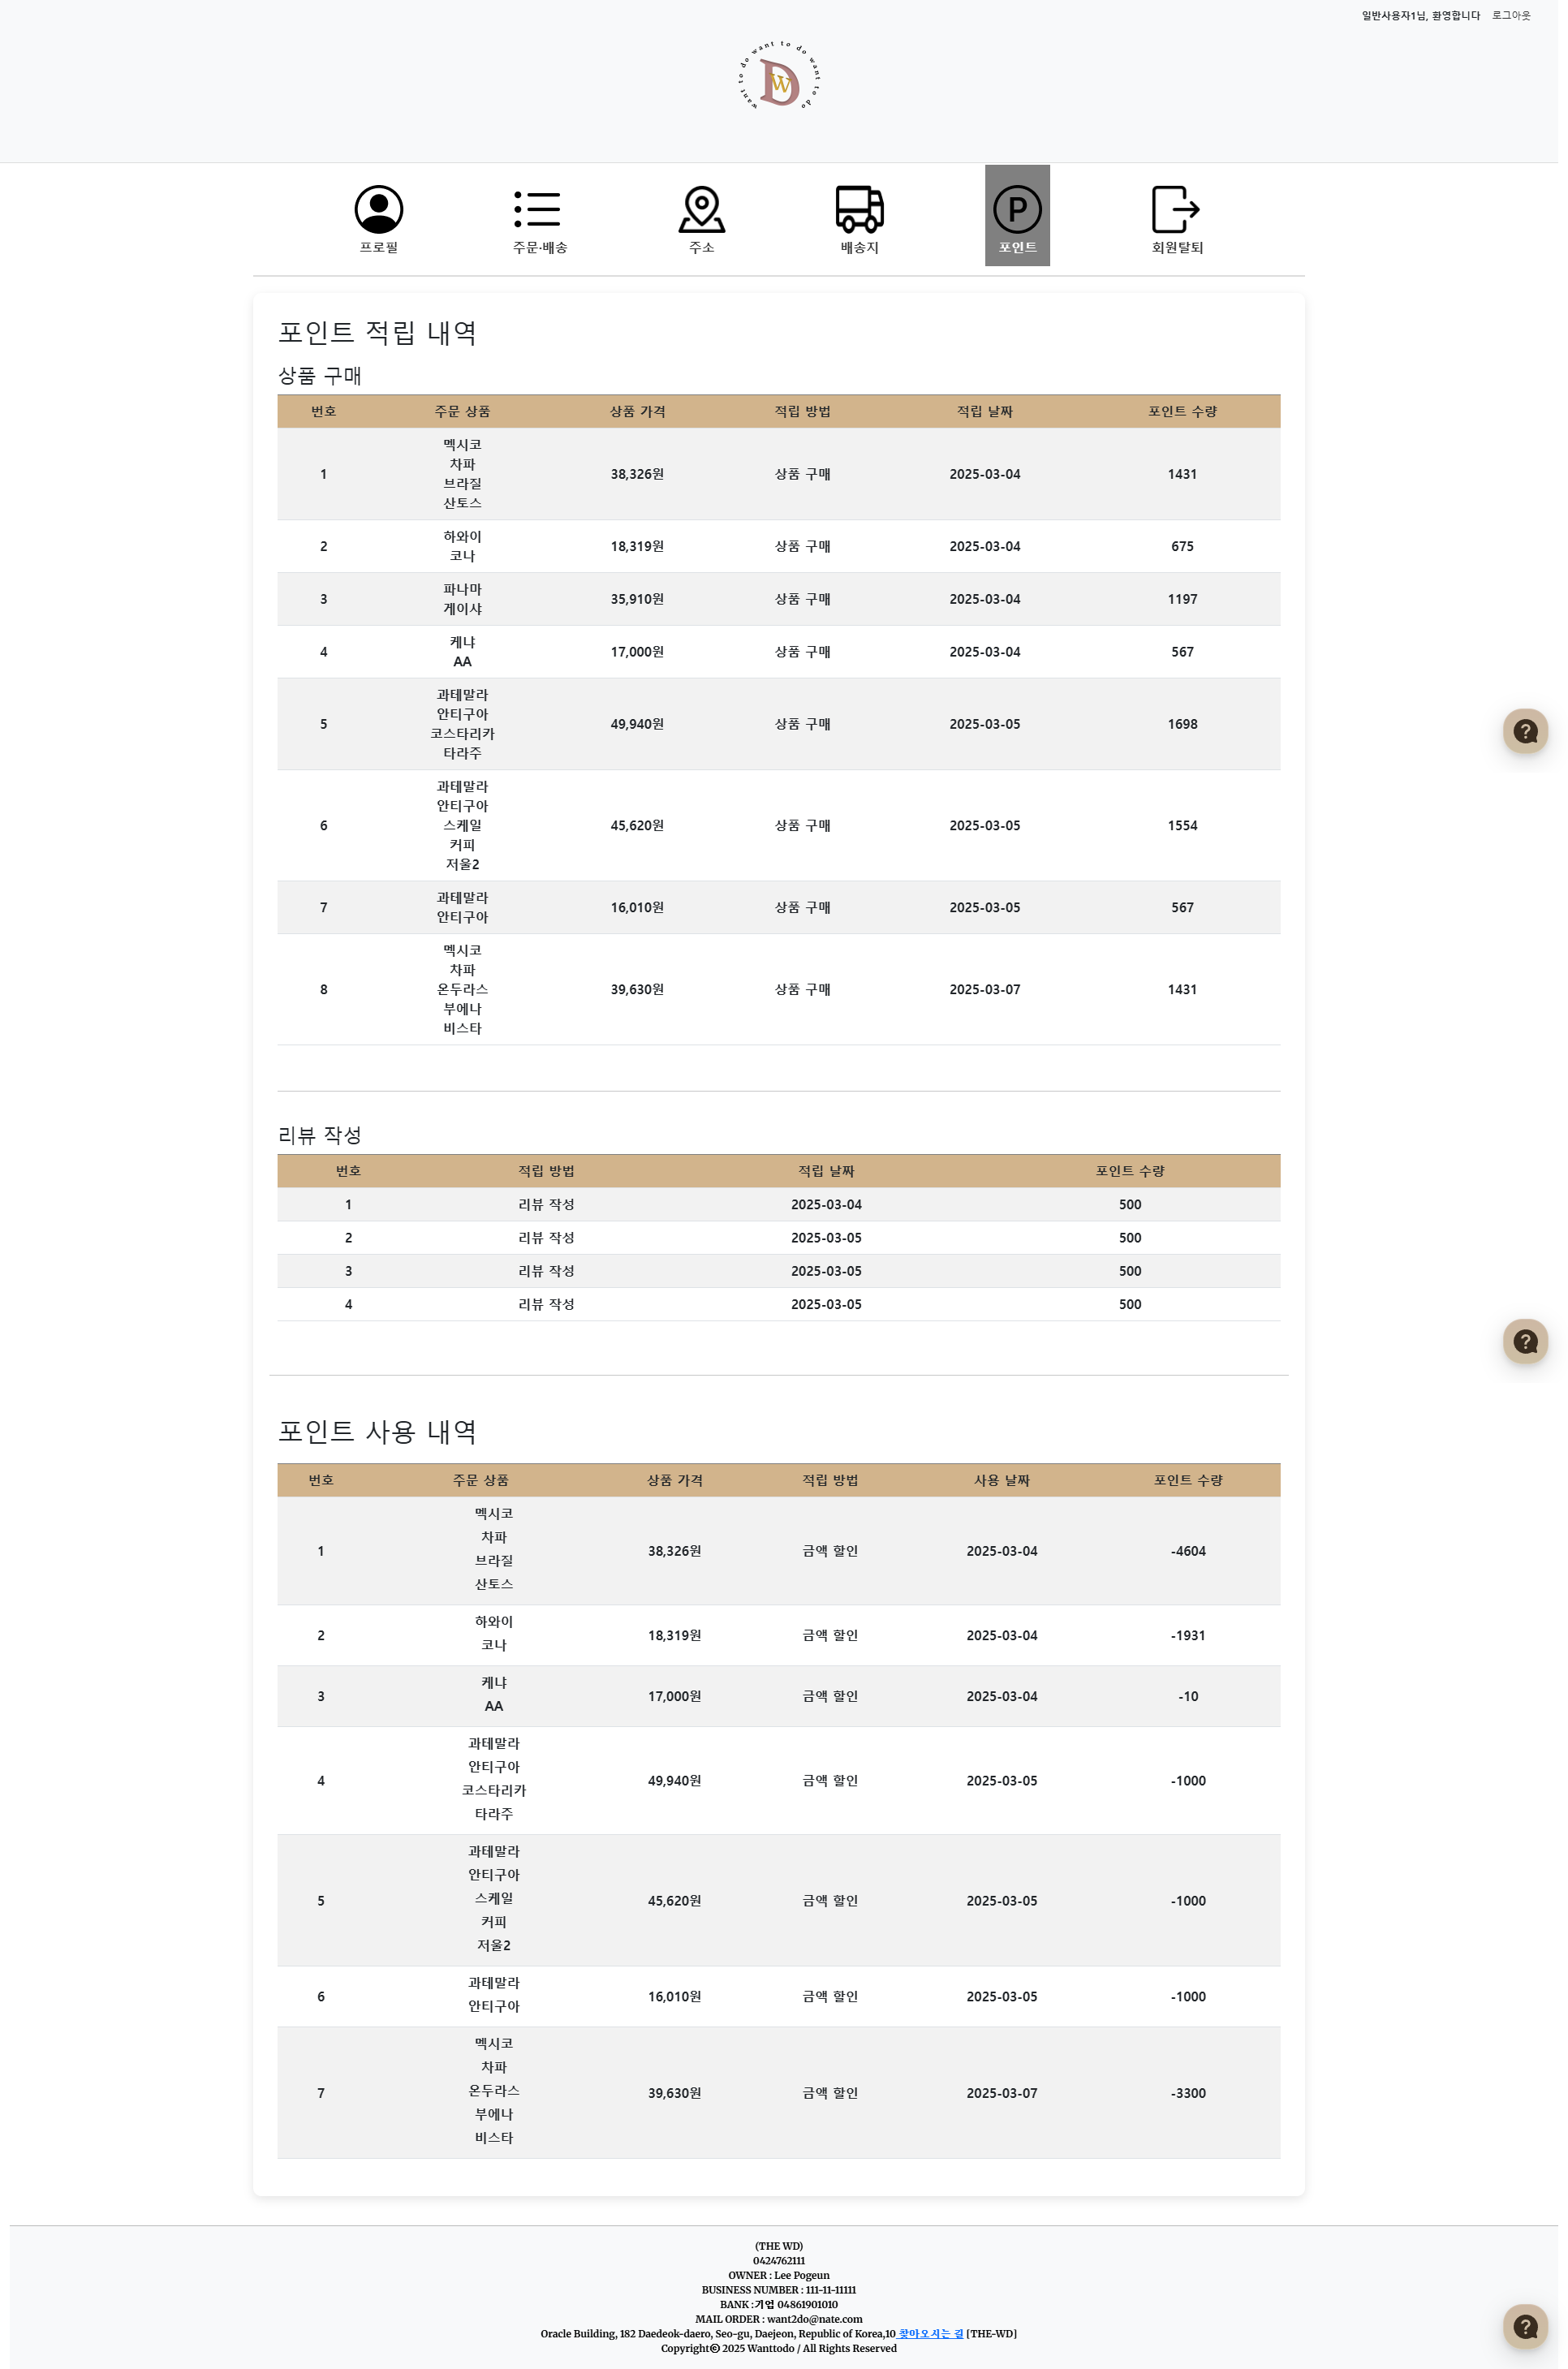 일반사용자1님, 환영합니다 로그아웃
want to do want to do want to do
D
W
프로필 주문·배송 주소 배송지 포인트 회원탈퇴
포인트 적립 내역
상품 구매
번호 주문 상품 상품 가격 적립 방법 적립 날짜 포인트 수량
멕시코
차파
1 브라질 38,326원 상품 구매 2025-03-04 1431
산토스
하와이
2 코나 18,319원 상품 구매 2025-03-04 675
파나마
3 게이샤 35,910원 상품 구매 2025-03-04 1197
케냐
4 AA 17,000원 상품 구매 2025-03-04 567
과테말라
안티구아
5 코스타리카 49,940원 상품 구매 2025-03-05 1698
타라주
과테말라
안티구아
6 스케일 45,620원 상품 구매 2025-03-05 1554
커피
저울2
과테말라
7 안티구아 16,010원 상품 구매 2025-03-05 567
멕시코
차파
8 온두라스 39,630원 상품 구매 2025-03-07 1431
부에나
비스타
리뷰 작성
번호 적립 방법 적립 날짜 포인트 수량
1 리뷰 작성 2025-03-04 500
2 리뷰 작성 2025-03-05 500
3 리뷰 작성 2025-03-05 500
4 리뷰 작성 2025-03-05 500
포인트 사용 내역
번호 주문 상품 상품 가격 적립 방법 사용 날짜 포인트 수량
멕시코
차파
1 브라질 38,326원 금액 할인 2025-03-04 -4604
산토스
하와이
2 코나 18,319원 금액 할인 2025-03-04 -1931
케냐
3 AA 17,000원 금액 할인 2025-03-04 -10
과테말라
안티구아
4 코스타리카 49,940원 금액 할인 2025-03-05 -1000
타라주
과테말라
안티구아
5 스케일 45,620원 금액 할인 2025-03-05 -1000
커피
저울2
과테말라
6 안티구아 16,010원 금액 할인 2025-03-05 -1000
멕시코
차파
7 온두라스 39,630원 금액 할인 2025-03-07 -3300
부에나
비스타
(THE WD)
0424762111
OWNER : Lee Pogeun
BUSINESS NUMBER : 111-11-11111
BANK :기업 04861901010
MAIL ORDER : want2do@nate.com
Oracle Building, 182 Daedeok-daero, Seo-gu, Daejeon, Republic of Korea,10 찾아오시는 길 [THE-WD]
Copyright© 2025 Wanttodo / All Rights Reserved